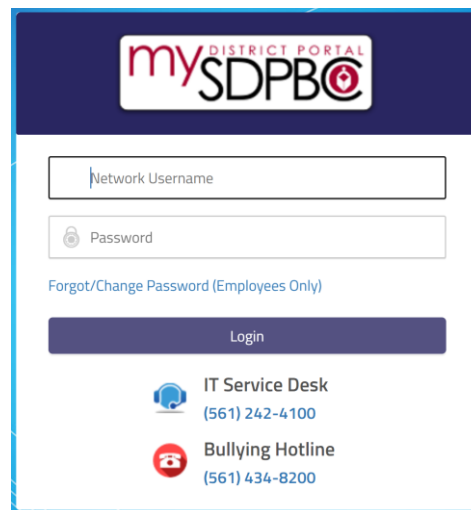 my DISTRICT PORTAL
SDPBC
Network Username
Password
Forgot/Change Password (Employees Only)
Login
IT Service Desk
(561) 242-4100
Bullying Hotline
(561) 434-8200